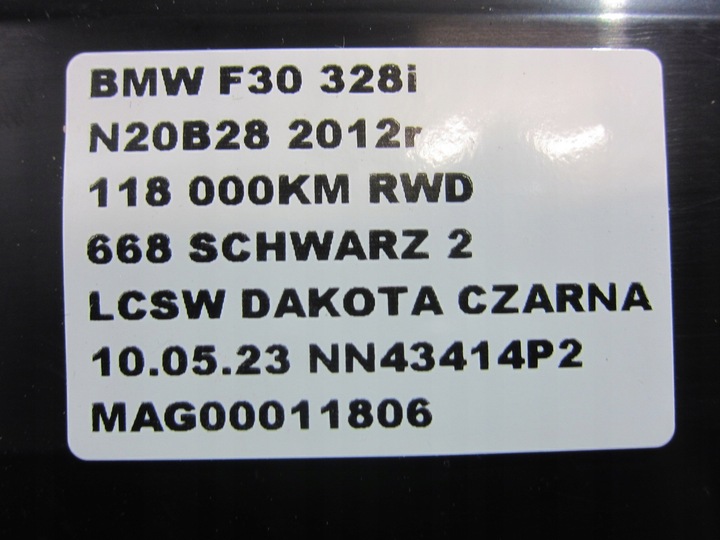 BMW F30 328i
N20B28 2012r
118 000KM RWD
668 SCHWARZ 2
LCSW DAKOTA CZARNA
10.05.23 NN43414P2
MAG00011806